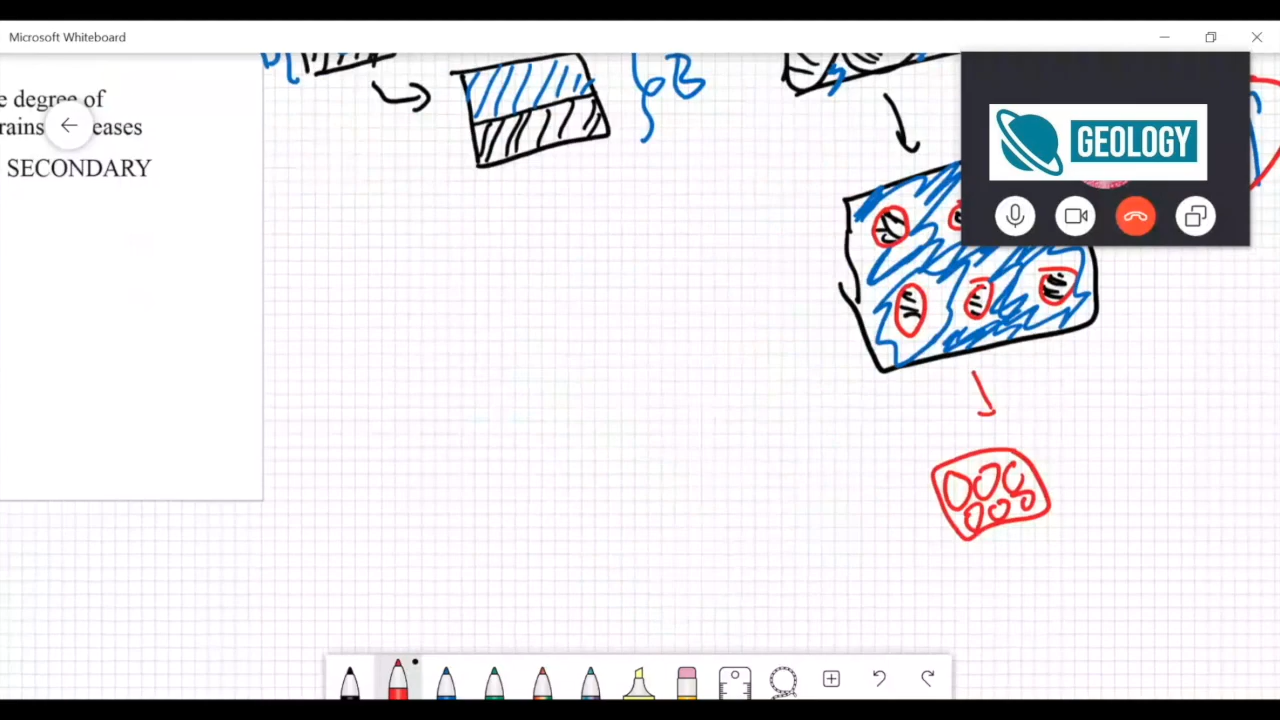 Microsoft Whiteboard
e degree of
rains eases
SECONDARY
GEOLOGY